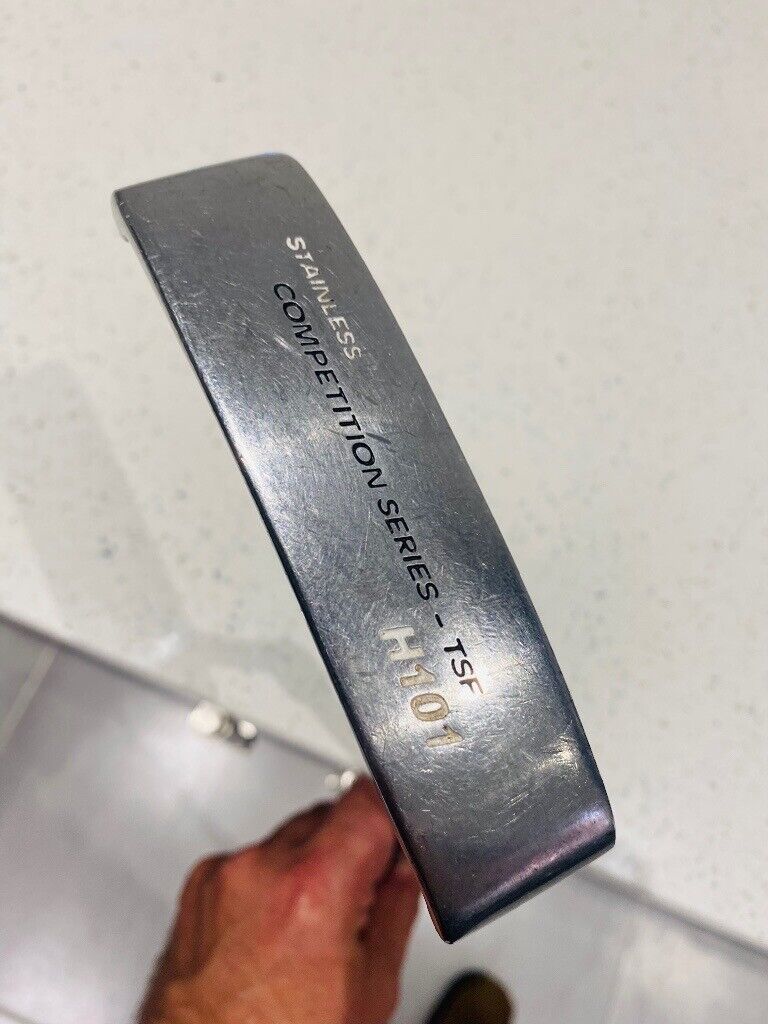 STAINLESS
COMPETITION SERIES - TSF
H101